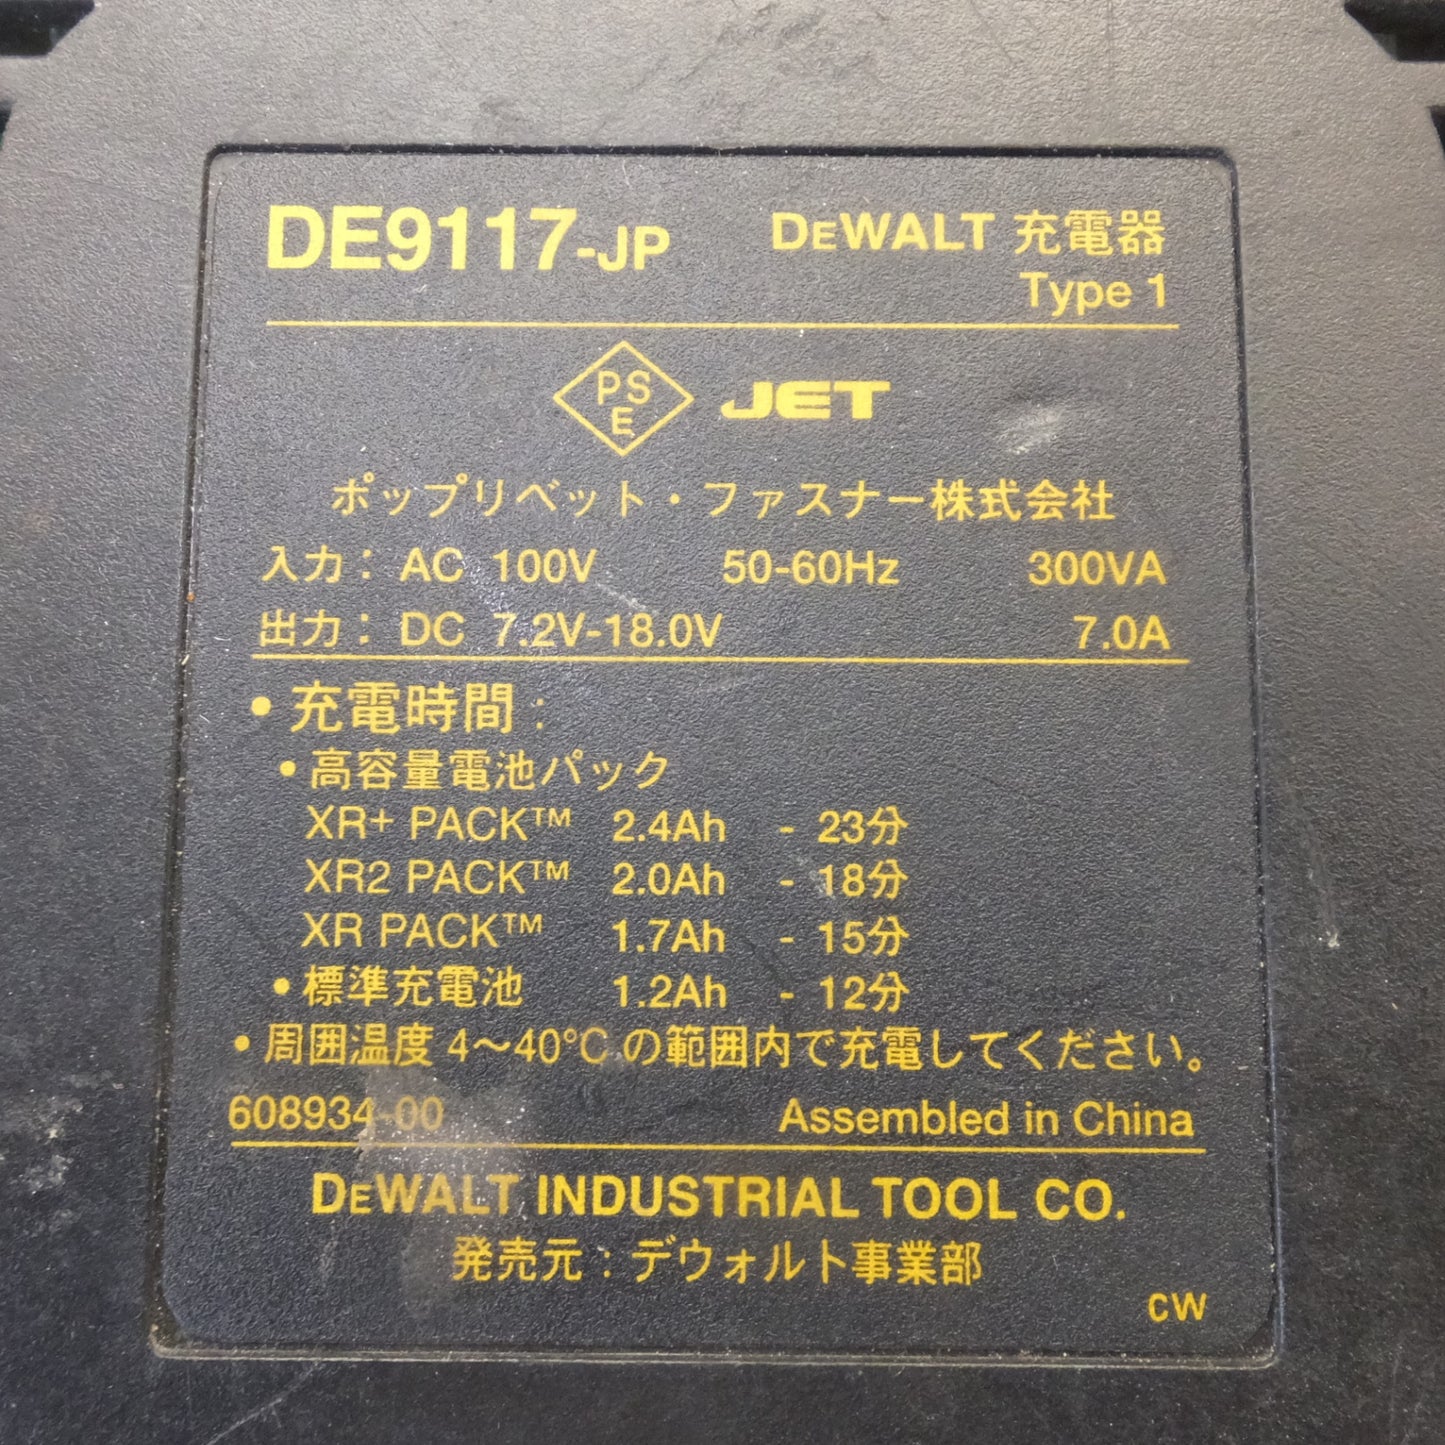 DE9117-JP DEWALT 充電器
Type 1
PSE JET
ポップリベット・ファスナー株式会社
入力： AC 100V 50-60Hz 300VA
出力： DC 7.2V-18.0V 7.0A
• 充電時間：
• 高容量電池パック
XR+ PACK™ 2.4Ah - 23分
XR2 PACK™ 2.0Ah - 18分
XR PACK™ 1.7Ah - 15分
• 標準充電池 1.2Ah - 12分
• 周囲温度 4～40°C の範囲内で充電してください。
608934-00 Assembled in China
DEWALT INDUSTRIAL TOOL CO.
発売元：デウォルト事業部
CW